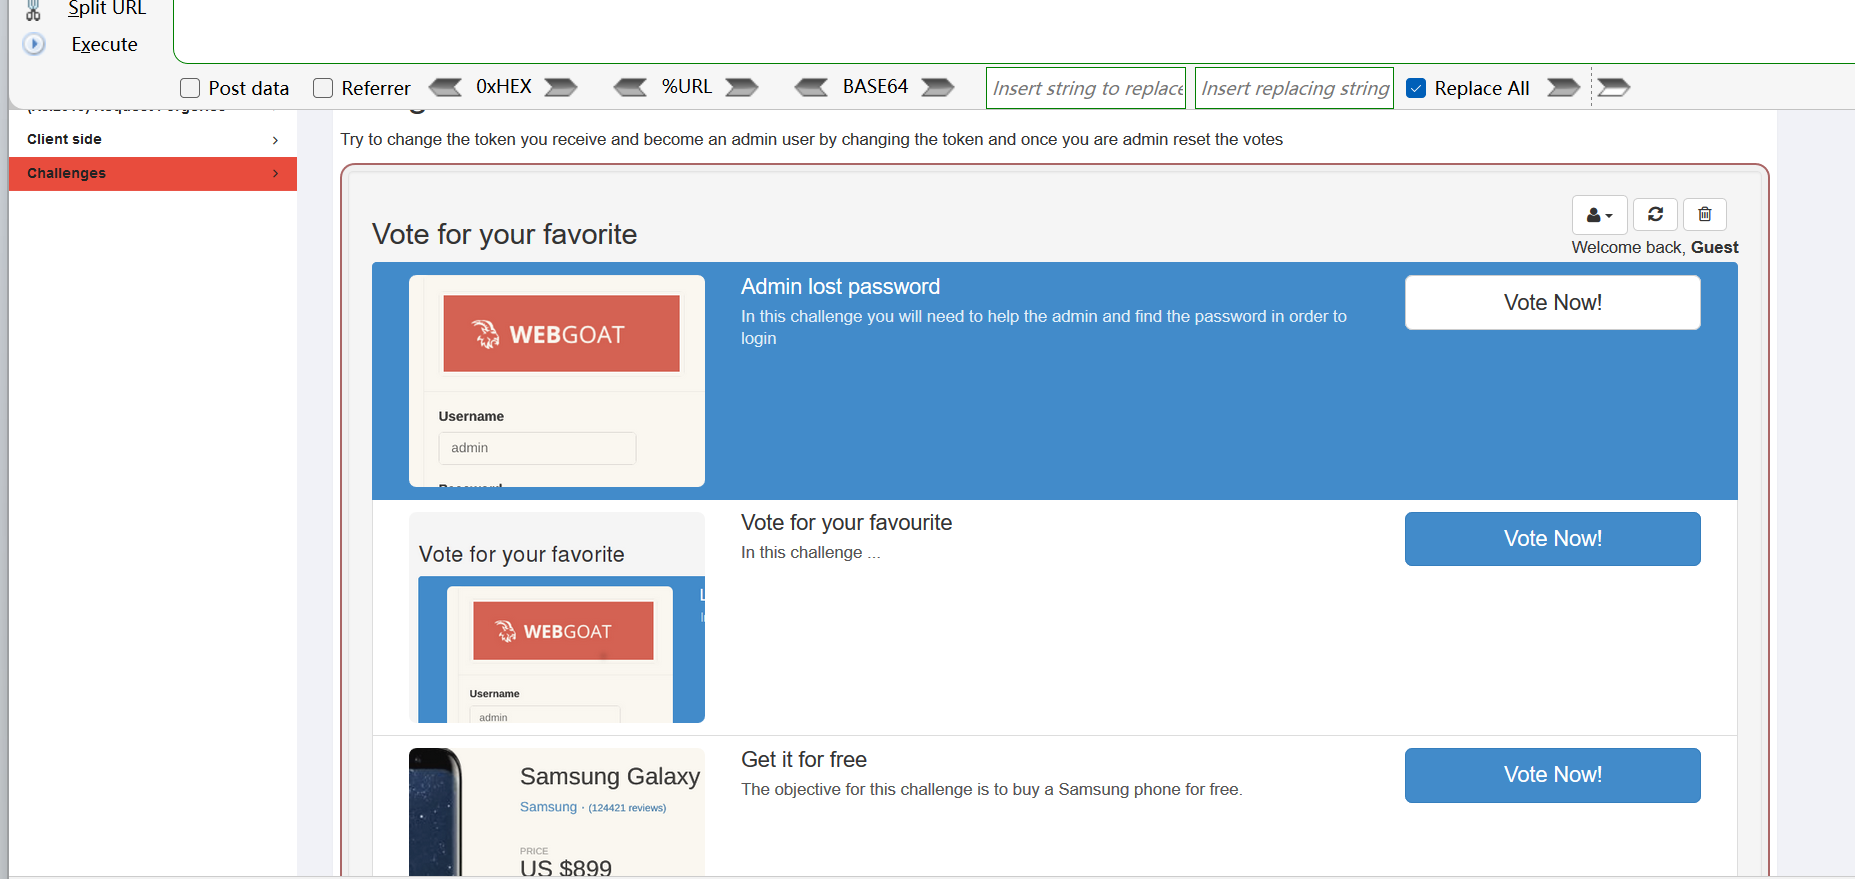 Split URL
Execute
Post data
Referrer
0xHEX
%URL
BASE64
Insert string to replace
Insert replacing string
Replace All
Client side
Challenges
Try to change the token you receive and become an admin user by changing the token and once you are admin reset the votes
Vote for your favorite
Welcome back, Guest
WEBGOAT
Username
admin
Password
Admin lost password
In this challenge you will need to help the admin and find the password in order to
login
Vote Now!
Vote for your favorite
WEBGOAT
Username
admin
Vote for your favourite
In this challenge ...
Vote Now!
Samsung Galaxy
Samsung · (124421 reviews)
PRICE
US $899
Get it for free
The objective for this challenge is to buy a Samsung phone for free.
Vote Now!